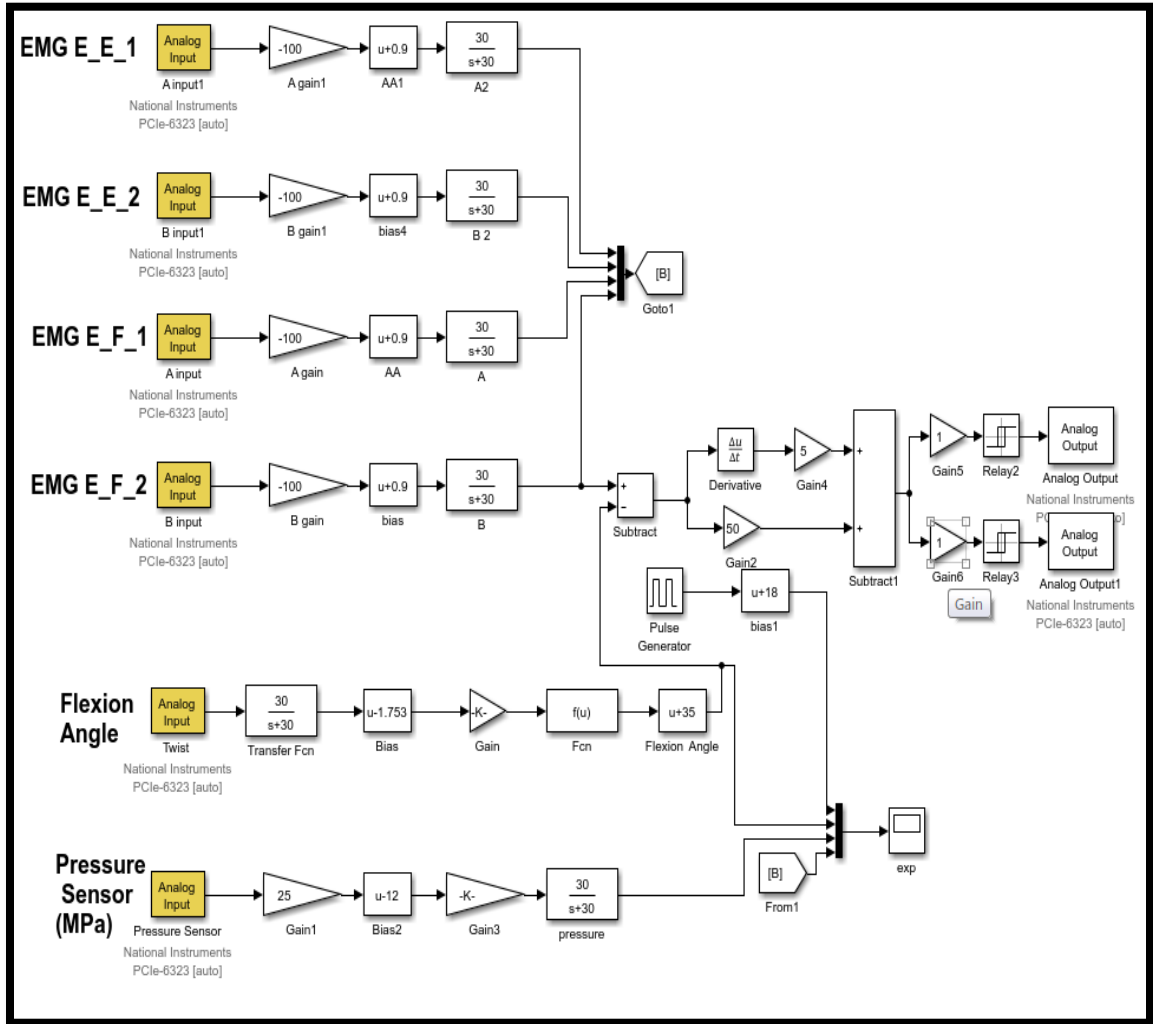 EMG E_E_1
Analog
Input
A input1
National Instruments
PCIe-6323 [auto]
-100
A gain1
u+0.9
AA1
30
s+30
A2
EMG E_E_2
Analog
Input
B input1
National Instruments
PCIe-6323 [auto]
-100
B gain1
u+0.9
bias4
30
s+30
B 2
[B]
Goto1
EMG E_F_1
Analog
Input
A input
National Instruments
PCIe-6323 [auto]
-100
A gain
u+0.9
AA
30
s+30
A
EMG E_F_2
Analog
Input
B input
National Instruments
PCIe-6323 [auto]
-100
B gain
u+0.9
bias
30
s+30
B
+
−
Subtract
Δu
Δt
Derivative
5
Gain4
50
Gain2
+
+
Subtract1
1
Gain5
Relay2
Analog
Output
Analog Output
National Instruments
1
Gain6
Relay3
Analog
Output
Analog Output1
National Instruments
PCIe-6323 [auto]
Gain
Pulse
Generator
u+18
bias1
Flexion
Angle
Analog
Input
Twist
National Instruments
PCIe-6323 [auto]
30
s+30
Transfer Fcn
u-1.753
Bias
-K-
Gain
f(u)
Fcn
u+35
Flexion Angle
Pressure
Sensor
(MPa)
Analog
Input
Pressure Sensor
National Instruments
PCIe-6323 [auto]
25
Gain1
u-12
Bias2
-K-
Gain3
30
s+30
pressure
[B]
From1
exp